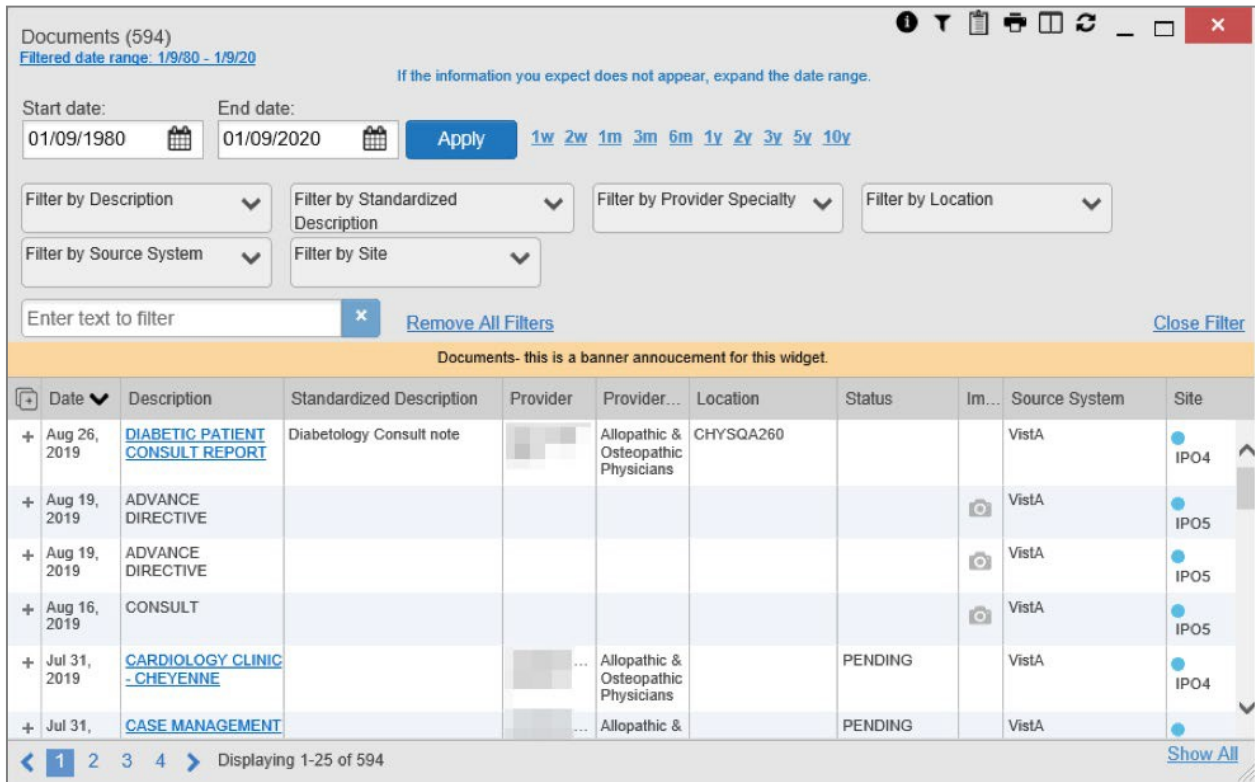 Documents (594)
Filtered date range: 1/9/80 - 1/9/20
If the information you expect does not appear, expand the date range.
Start date:
End date:
01/09/1980
01/09/2020
Apply
1w 2w 1m 3m 6m 1y 2y 3y 5y 10y
Filter by Description
Filter by Standardized
Description
Filter by Provider Specialty
Filter by Location
Filter by Source System
Filter by Site
Enter text to filter
Remove All Filters
Close Filter
Documents- this is a banner annoucement for this widget.
Date Description Standardized Description Provider Provider... Location Status Im... Source System Site
Aug 26,
2019
DIABETIC PATIENT
CONSULT REPORT
Diabetology Consult note
Allopathic &
Osteopathic
Physicians
CHYSQA260
VistA
IPO4
Aug 19,
2019
ADVANCE
DIRECTIVE
VistA
IPO5
Aug 19,
2019
ADVANCE
DIRECTIVE
VistA
IPO5
Aug 16,
2019
CONSULT
VistA
IPO5
Jul 31,
2019
CARDIOLOGY CLINIC
- CHEYENNE
...
Allopathic &
Osteopathic
Physicians
PENDING
VistA
IPO4
Jul 31,
CASE MANAGEMENT
...
Allopathic &
PENDING
VistA
1 2 3 4
Displaying 1-25 of 594
Show All